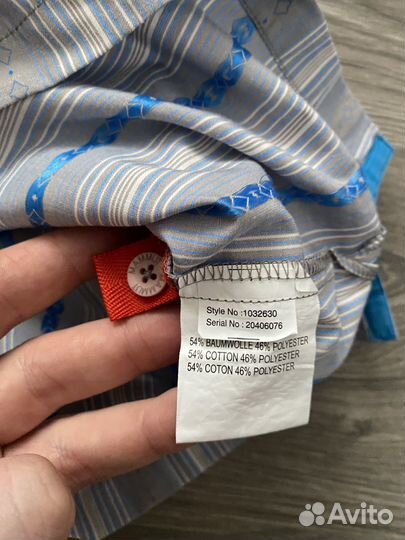 MAMMUT
Style No :1032630
Serial No : 20406076
54% BAUMWOLLE 46% POLYESTER
54% COTTON 46% POLYESTER
54% COTON 46% POLYESTER
Avito